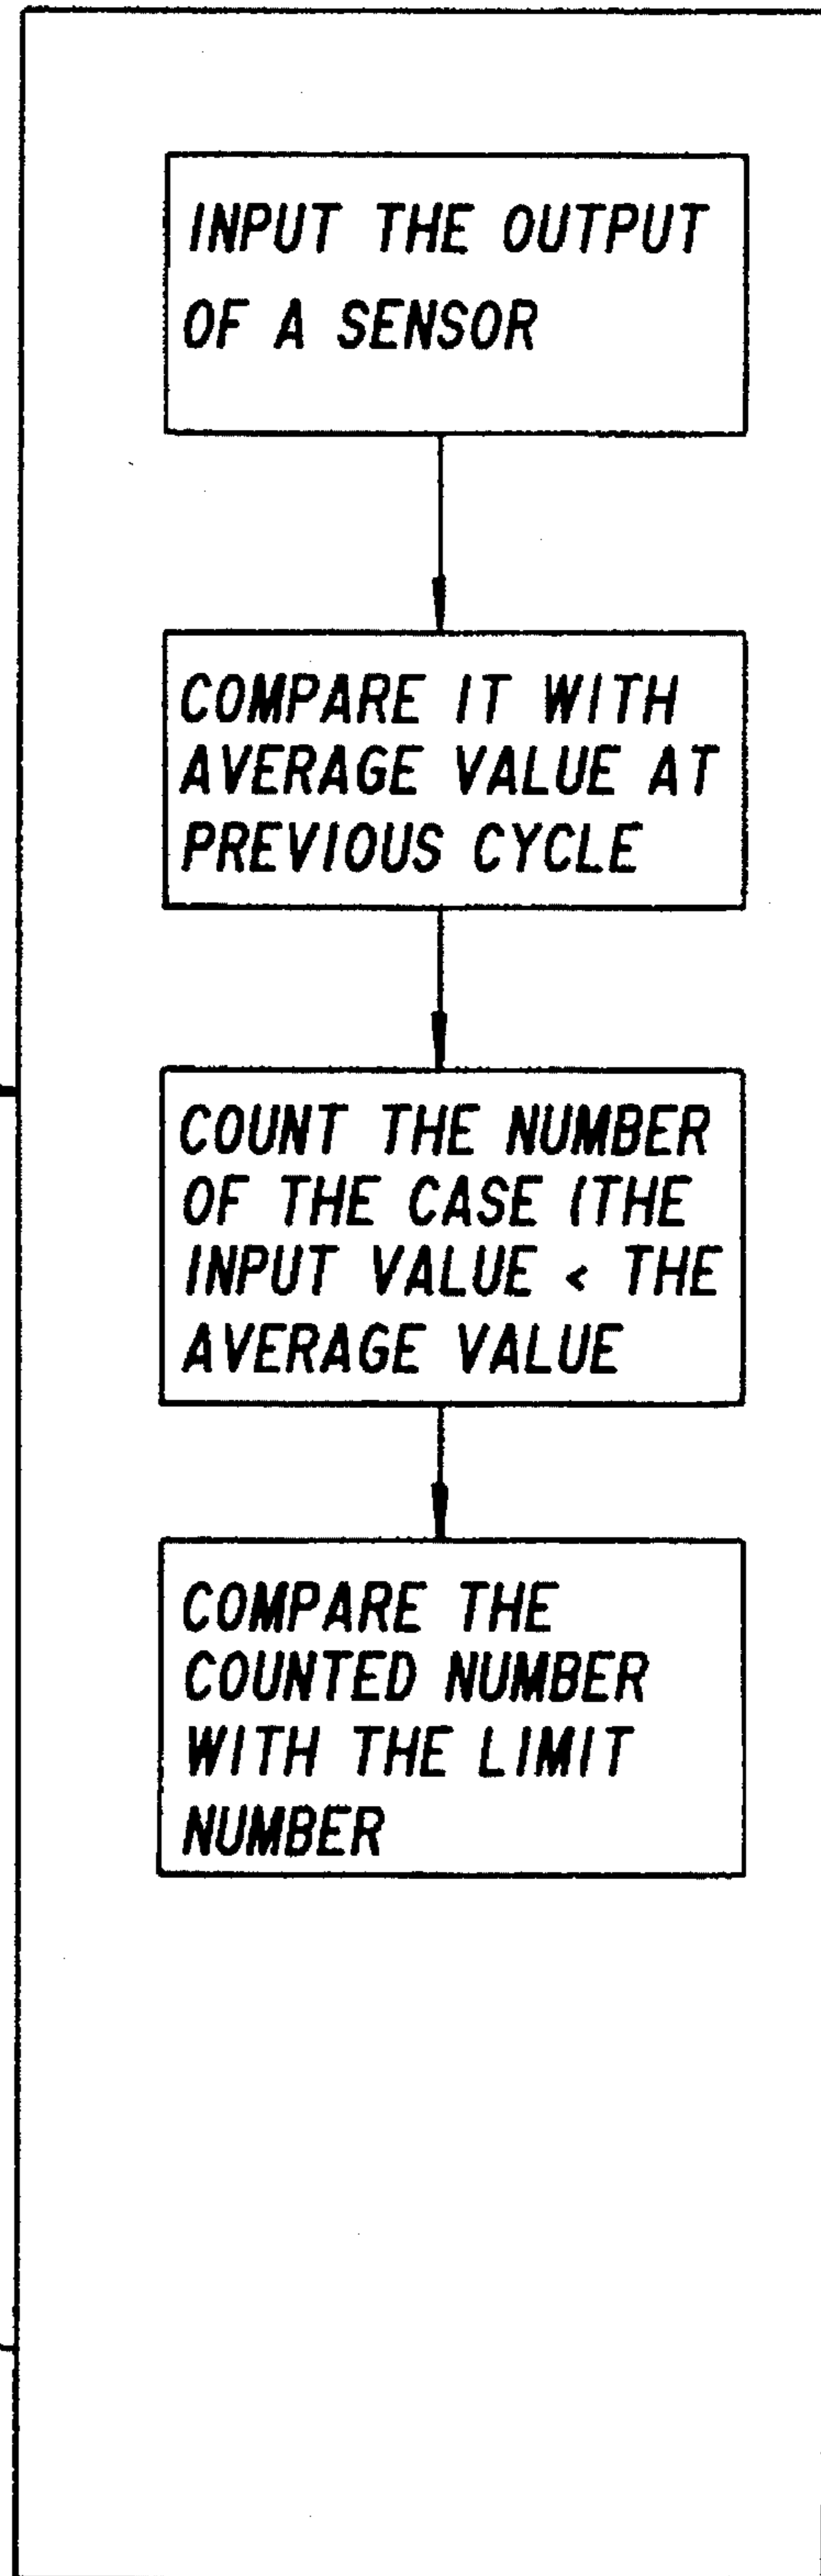 INPUT THE OUTPUT
OF A SENSOR
COMPARE IT WITH
AVERAGE VALUE AT
PREVIOUS CYCLE
COUNT THE NUMBER
OF THE CASE (THE
INPUT VALUE < THE
AVERAGE VALUE
COMPARE THE
COUNTED NUMBER
WITH THE LIMIT
NUMBER